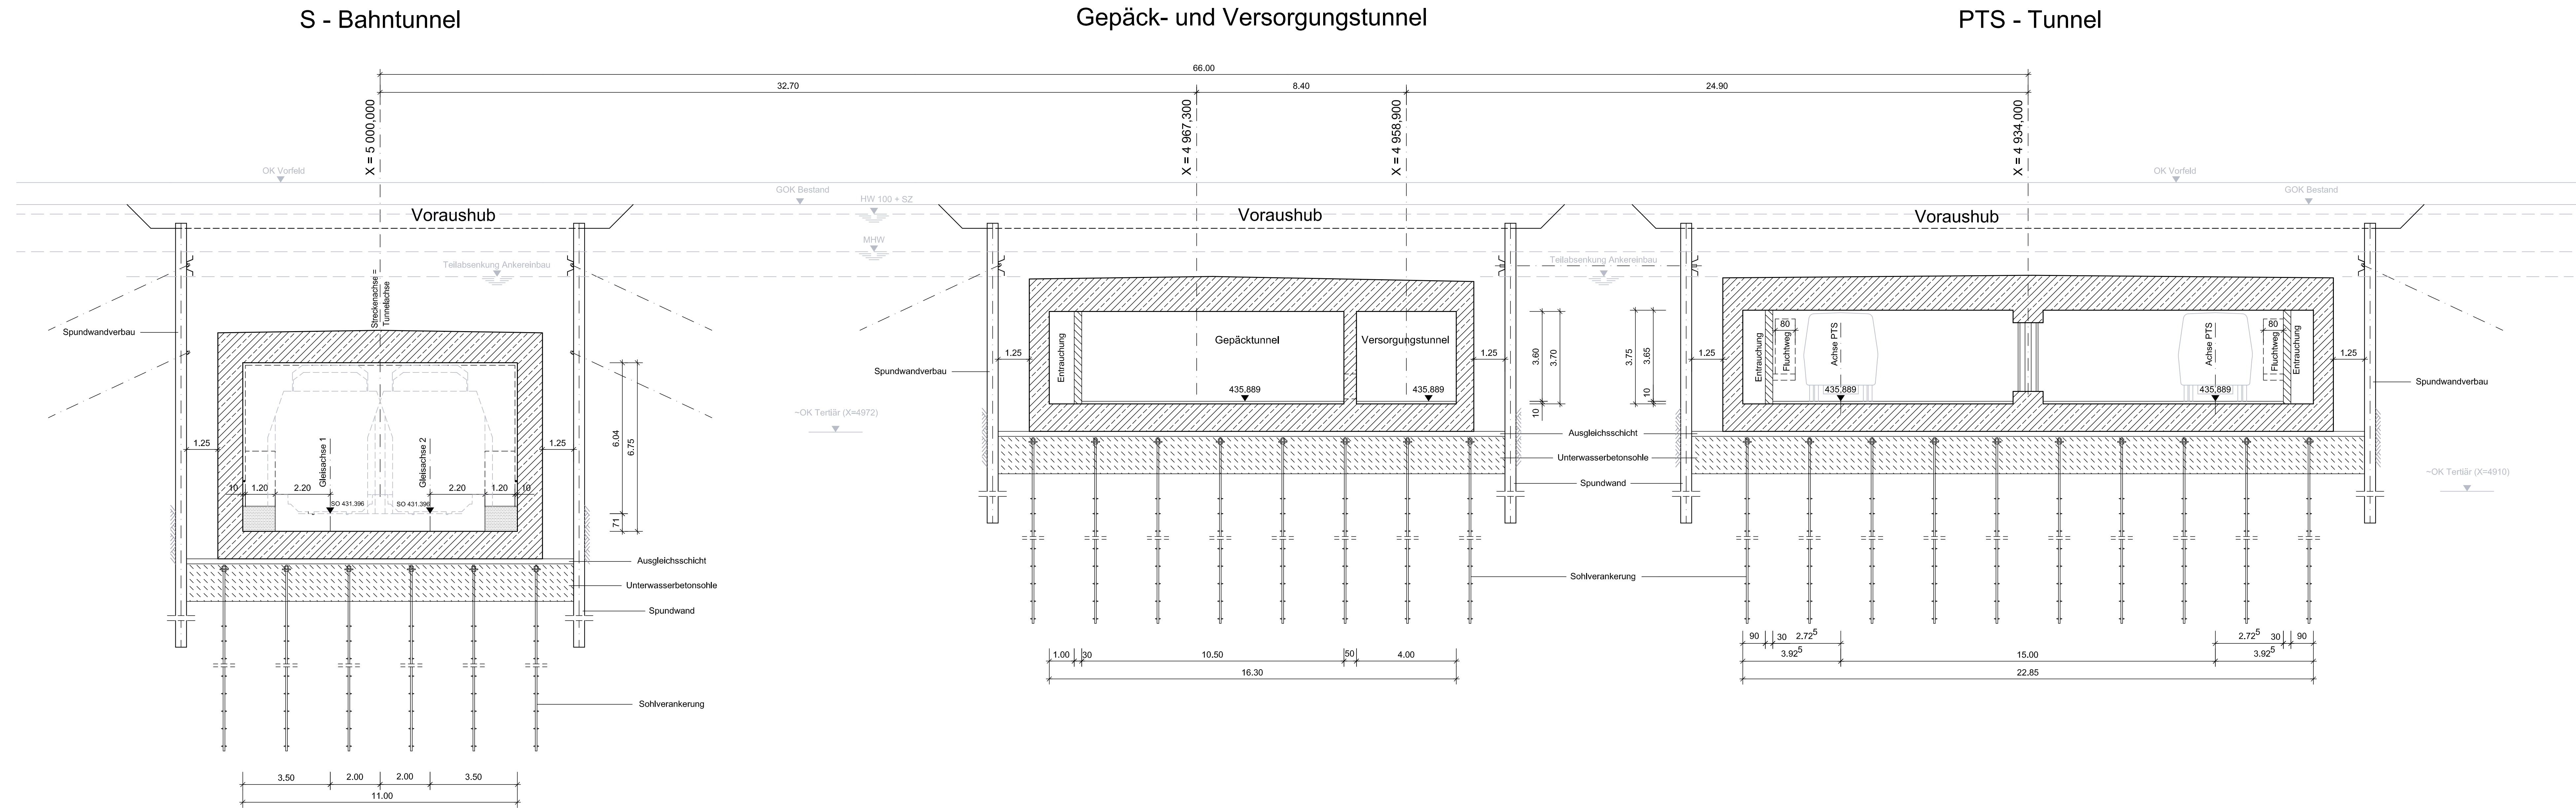 S - Bahntunnel
Gepäck- und Versorgungstunnel
PTS - Tunnel
66.00
32.70
8.40
24.90
X = 5 000,000
X = 4 967,300
X = 4 958,900
X = 4 934,000
OK Vorfeld
OK Vorfeld
GOK Bestand
GOK Bestand
HW 100 + SZ
Voraushub
Voraushub
Voraushub
MHW
Teilabsenkung Ankereinbau
Teilabsenkung Ankereinbau
Streckenachse =
Tunnelachse
Spundwandverbau
Spundwandverbau
Spundwandverbau
~OK Tertiär (X=4972)
~OK Tertiär (X=4910)
1.25
1.25
Gleisachse 1
Gleisachse 2
10
1.20
2.20
2.20
1.20
10
SO 431.396
SO 431.396
6.04
6.75
71
Ausgleichsschicht
Unterwasserbetonsohle
Spundwand
Sohlverankerung
3.50
2.00
2.00
3.50
11.00
1.25
Entrauchung
Gepäcktunnel
Versorgungstunnel
435,889
435,889
1.25
3.60
3.70
10
3.75
3.65
10
Ausgleichsschicht
Unterwasserbetonsohle
Spundwand
Sohlverankerung
1.00
30
10.50
50
4.00
16.30
1.25
Entrauchung
80
Fluchtweg
Achse PTS
435,889
Achse PTS
435,889
80
Fluchtweg
Entrauchung
1.25
90
30
2.72⁵
2.72⁵
30
90
3.92⁵
15.00
3.92⁵
22.85